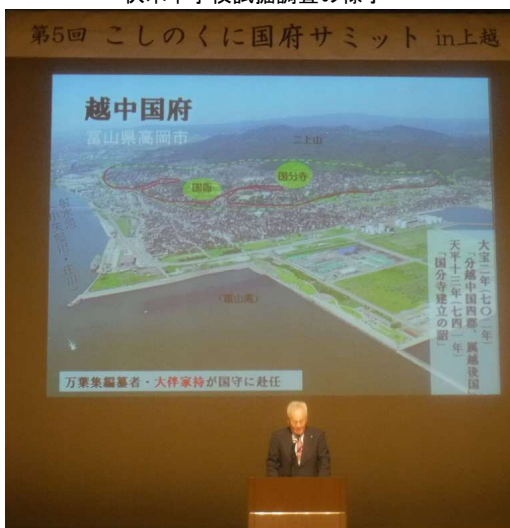 第5回 こしのくに国府サミット in上越
越中国府
富山県高岡市
二上山
国分寺
国衙
(富山湾)
大宝二年(七〇二年)
「分越中国四郡、属越後国」
天平十三年(七四一年)
「国分寺建立の詔」
万葉集編纂者・大伴家持が国守に赴任